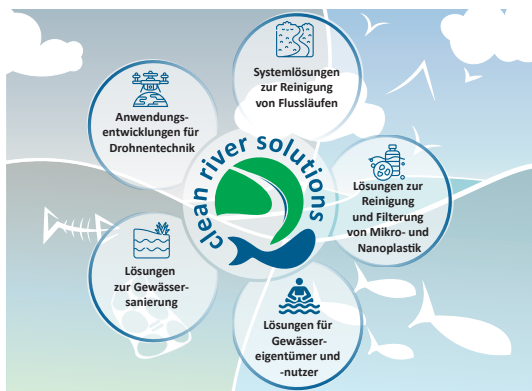 Systemlösungen
zur Reinigung
von Flussläufen
Anwendungs-
entwicklungen für
Drohnentechnik
clean river solutions
Lösungen zur
Reinigung
und Filterung
von Mikro- und
Nanoplastik
Lösungen
zur Gewässer-
sanierung
Lösungen für
Gewässer-
eigentümer und
-nutzer